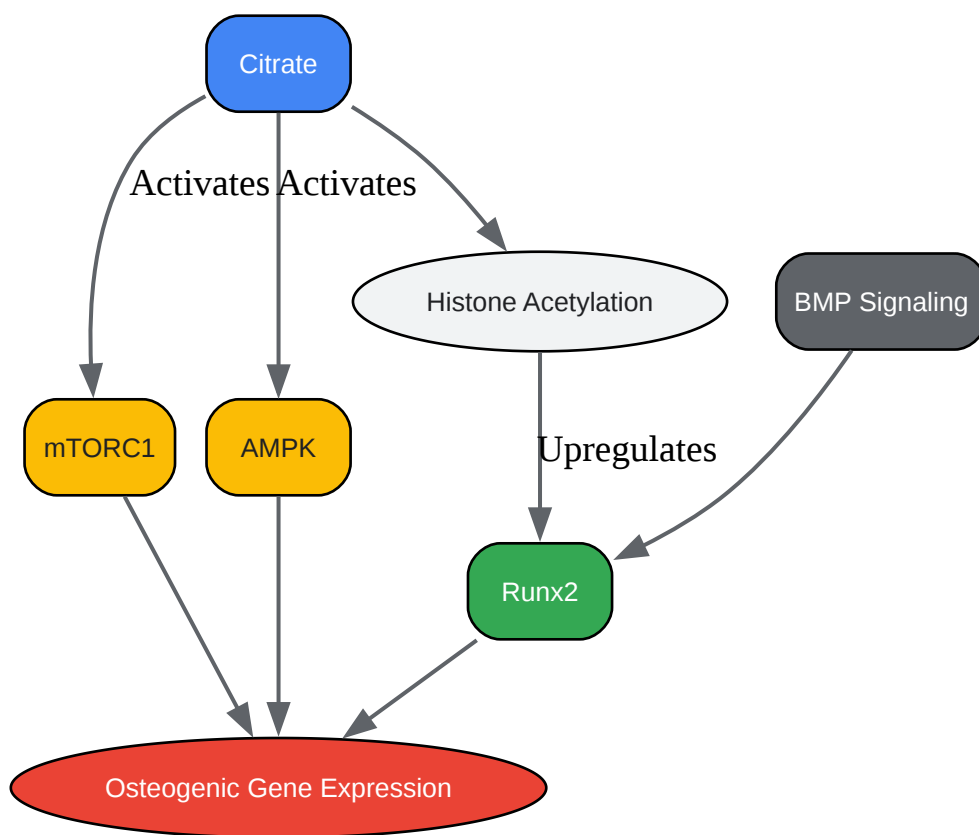 Citrate
Activates Activates
Histone Acetylation
BMP Signaling
mTORC1
AMPK
Upregulates
Runx2
Osteogenic Gene Expression